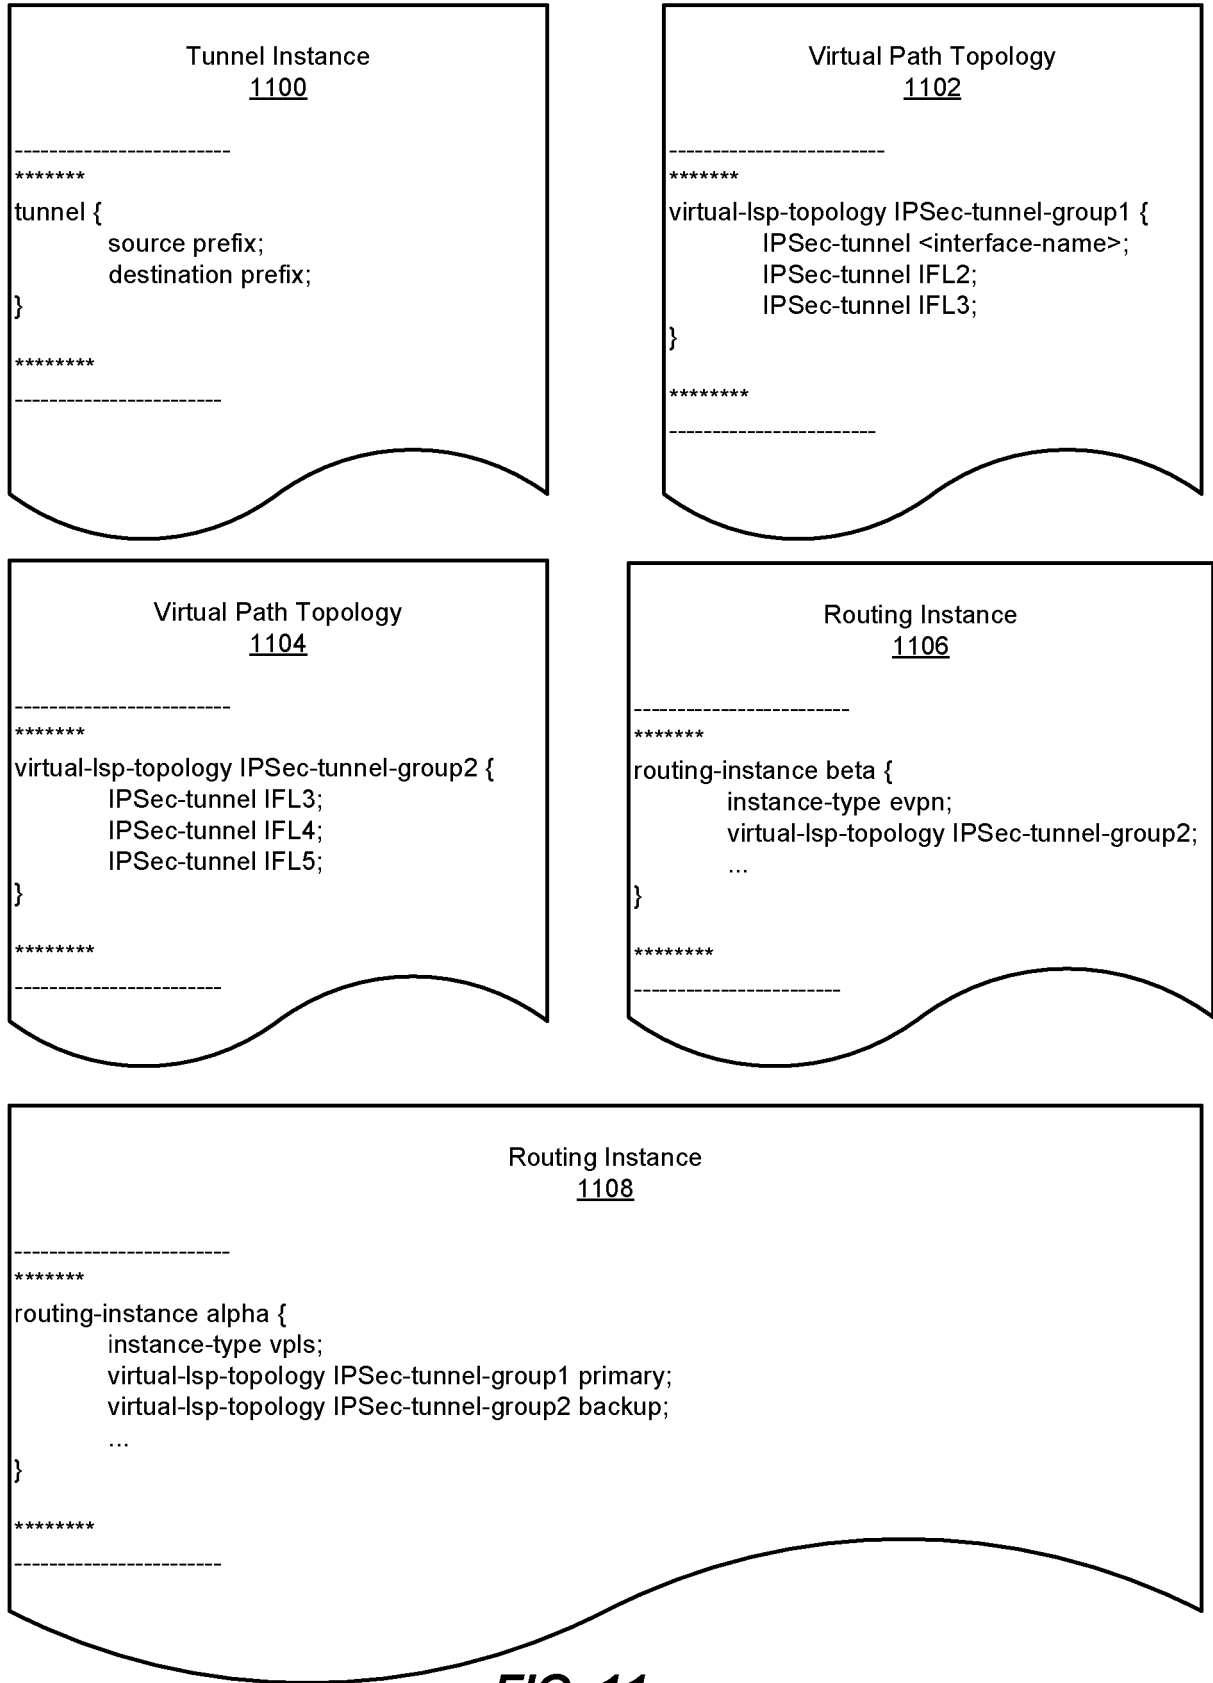 Tunnel Instance
1100
-------------------------
*******
tunnel {
source prefix;
destination prefix;
}
********
------------------------
Virtual Path Topology
1102
-------------------------
*******
virtual-lsp-topology IPSec-tunnel-group1 {
IPSec-tunnel <interface-name>;
IPSec-tunnel IFL2;
IPSec-tunnel IFL3;
}
********
------------------------
Virtual Path Topology
1104
-------------------------
*******
virtual-lsp-topology IPSec-tunnel-group2 {
IPSec-tunnel IFL3;
IPSec-tunnel IFL4;
IPSec-tunnel IFL5;
}
********
------------------------
Routing Instance
1106
-------------------------
*******
routing-instance beta {
instance-type evpn;
virtual-lsp-topology IPSec-tunnel-group2;
...
}
********
------------------------
Routing Instance
1108
-------------------------
*******
routing-instance alpha {
instance-type vpls;
virtual-lsp-topology IPSec-tunnel-group1 primary;
virtual-lsp-topology IPSec-tunnel-group2 backup;
...
}
********
------------------------